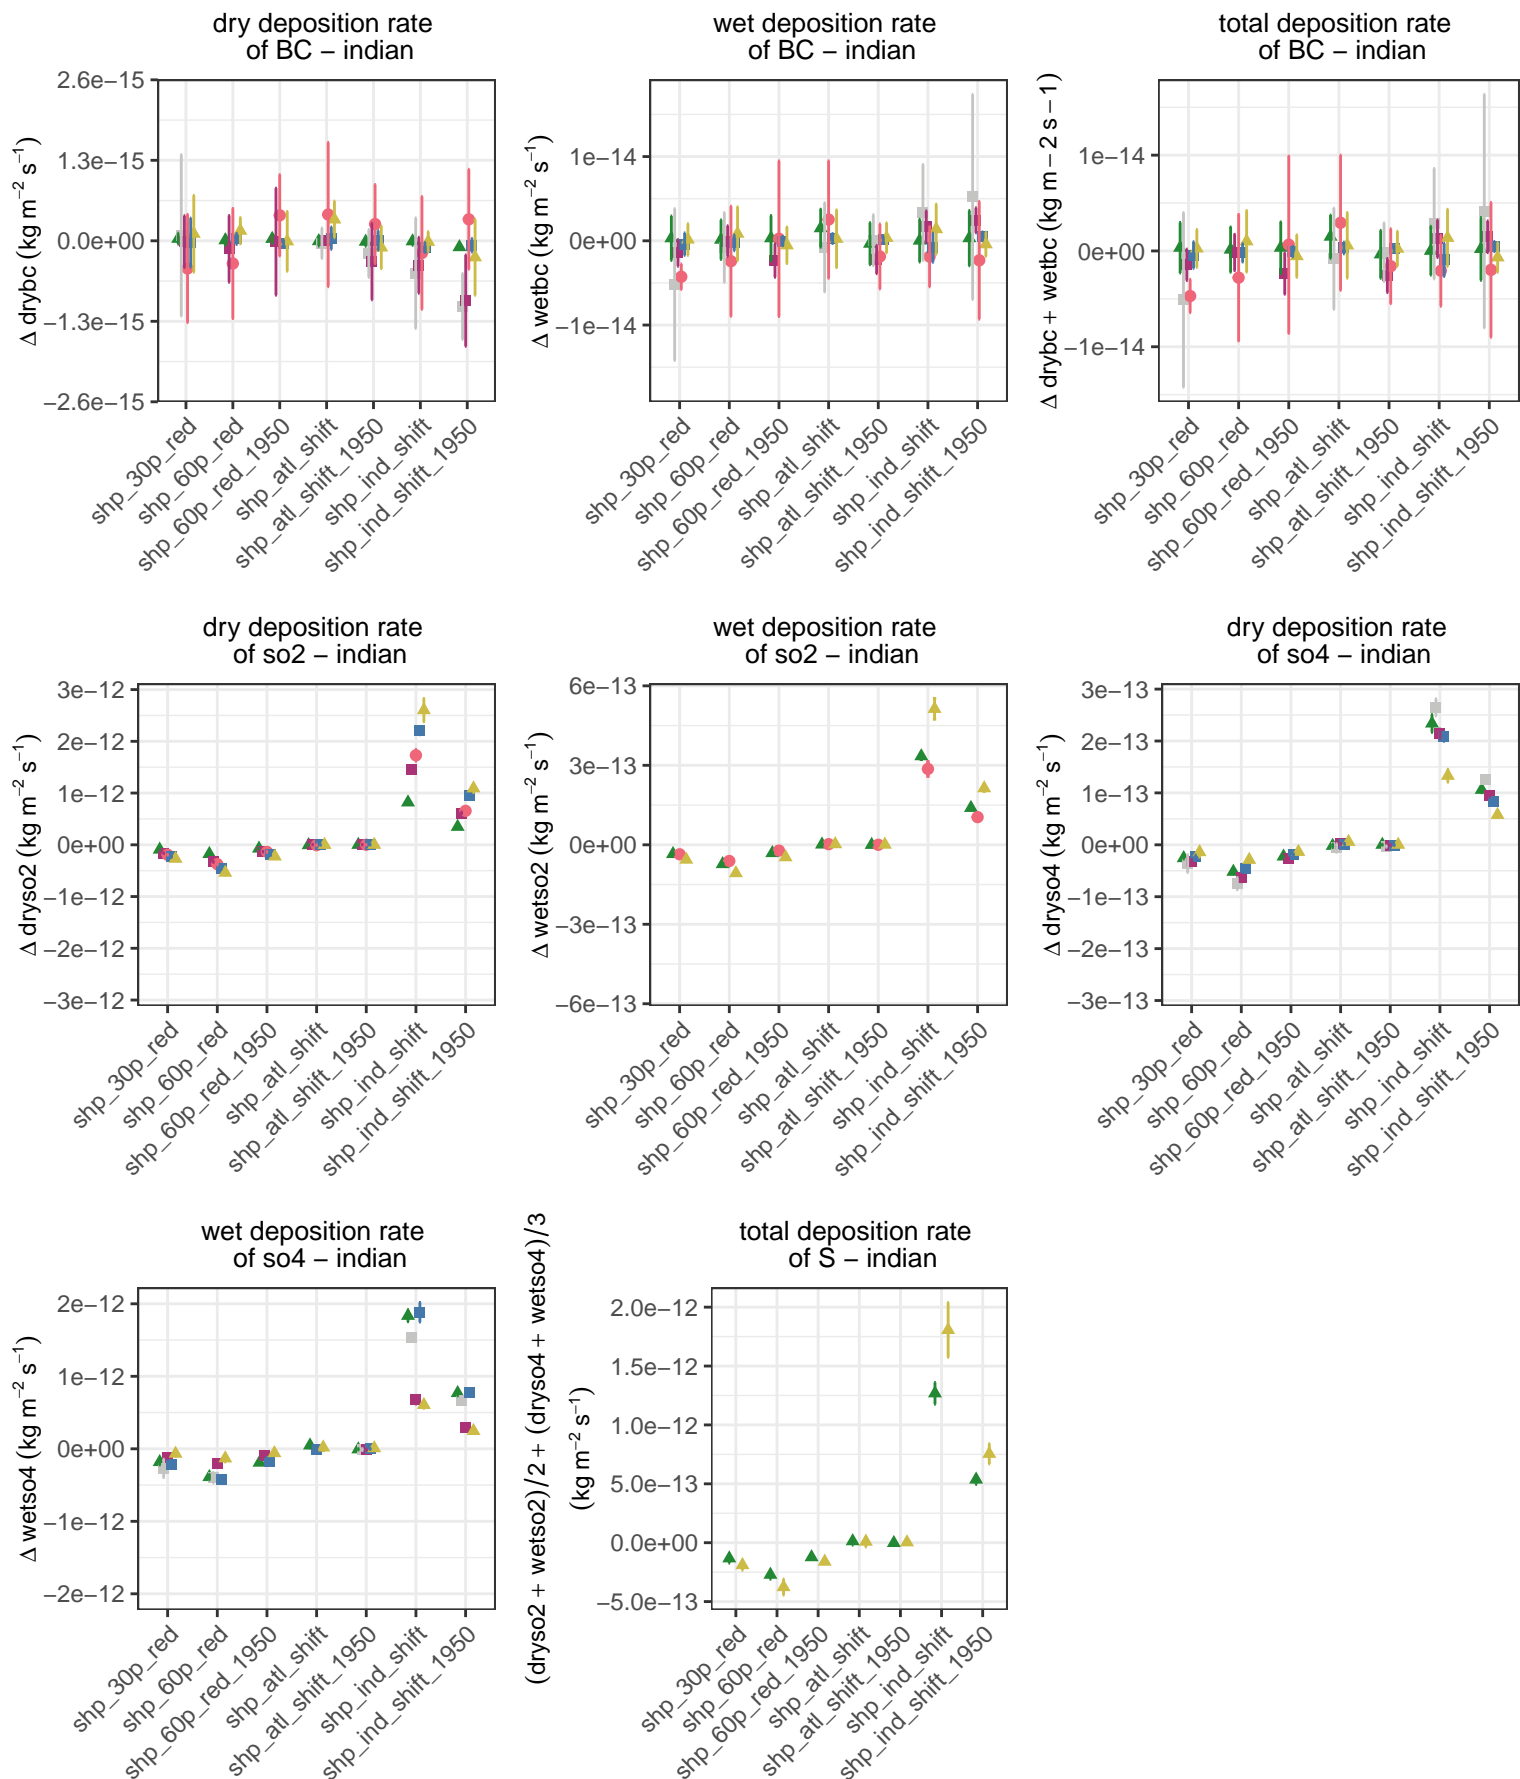 dry deposition rate
of BC − indian
Δ drybc (kg m⁻² s⁻¹)
2.6e−15
1.3e−15
0.0e+00
−1.3e−15
−2.6e−15
shp_30p_red
shp_60p_red
shp_60p_red_1950
shp_atl_shift
shp_atl_shift_1950
shp_ind_shift
shp_ind_shift_1950
wet deposition rate
of BC − indian
Δ wetbc (kg m⁻² s⁻¹)
1e−14
0e+00
−1e−14
shp_30p_red
shp_60p_red
shp_60p_red_1950
shp_atl_shift
shp_atl_shift_1950
shp_ind_shift
shp_ind_shift_1950
total deposition rate
of BC − indian
Δ drybc + wetbc (kg m − 2 s − 1)
1e−14
0e+00
−1e−14
shp_30p_red
shp_60p_red
shp_60p_red_1950
shp_atl_shift
shp_atl_shift_1950
shp_ind_shift
shp_ind_shift_1950
dry deposition rate
of so2 − indian
Δ dryso2 (kg m⁻² s⁻¹)
3e−12
2e−12
1e−12
0e+00
−1e−12
−2e−12
−3e−12
shp_30p_red
shp_60p_red
shp_60p_red_1950
shp_atl_shift
shp_atl_shift_1950
shp_ind_shift
shp_ind_shift_1950
wet deposition rate
of so2 − indian
Δ wetso2 (kg m⁻² s⁻¹)
6e−13
3e−13
0e+00
−3e−13
−6e−13
shp_30p_red
shp_60p_red
shp_60p_red_1950
shp_atl_shift
shp_atl_shift_1950
shp_ind_shift
shp_ind_shift_1950
dry deposition rate
of so4 − indian
Δ dryso4 (kg m⁻² s⁻¹)
3e−13
2e−13
1e−13
0e+00
−1e−13
−2e−13
−3e−13
shp_30p_red
shp_60p_red
shp_60p_red_1950
shp_atl_shift
shp_atl_shift_1950
shp_ind_shift
shp_ind_shift_1950
wet deposition rate
of so4 − indian
Δ wetso4 (kg m⁻² s⁻¹)
2e−12
1e−12
0e+00
−1e−12
−2e−12
shp_30p_red
shp_60p_red
shp_60p_red_1950
shp_atl_shift
shp_atl_shift_1950
shp_ind_shift
shp_ind_shift_1950
total deposition rate
of S − indian
(dryso2 + wetso2)/2 + (dryso4 + wetso4)/3
(kg m⁻² s⁻¹)
2.0e−12
1.5e−12
1.0e−12
5.0e−13
0.0e+00
−5.0e−13
shp_30p_red
shp_60p_red
shp_60p_red_1950
shp_atl_shift
shp_atl_shift_1950
shp_ind_shift
shp_ind_shift_1950